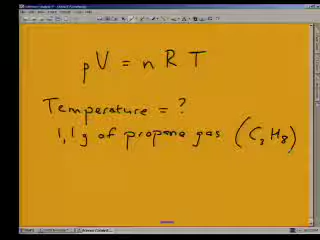 pV = nRT
Temperature = ?
1,1g of propane gas (C₃H₈)